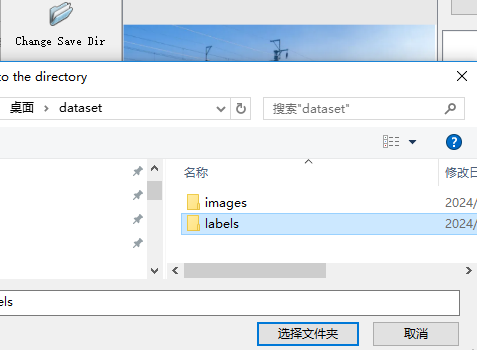 Change Save Dir
to the directory
桌面 > dataset
搜索"dataset"
名称
修改日
images
2024/
labels
2024/
els
选择文件夹
取消